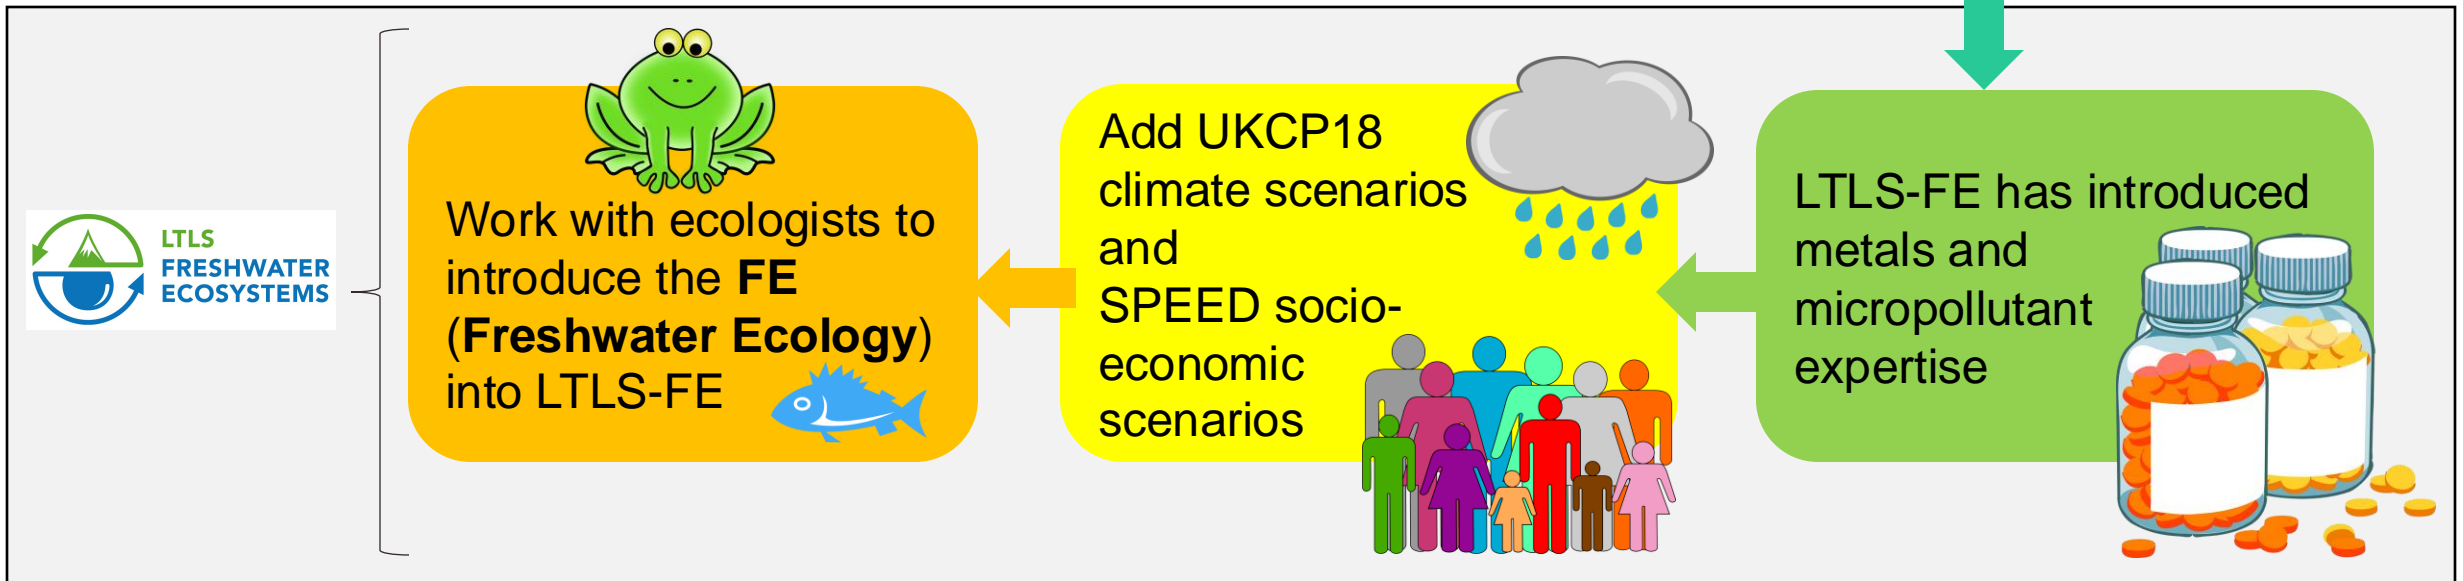 LTLS
FRESHWATER
ECOSYSTEMS
Work with ecologists to
introduce the FE
(Freshwater Ecology)
into LTLS-FE
Add UKCP18
climate scenarios
and
SPEED socio-
economic
scenarios
LTLS-FE has introduced
metals and
micropollutant
expertise